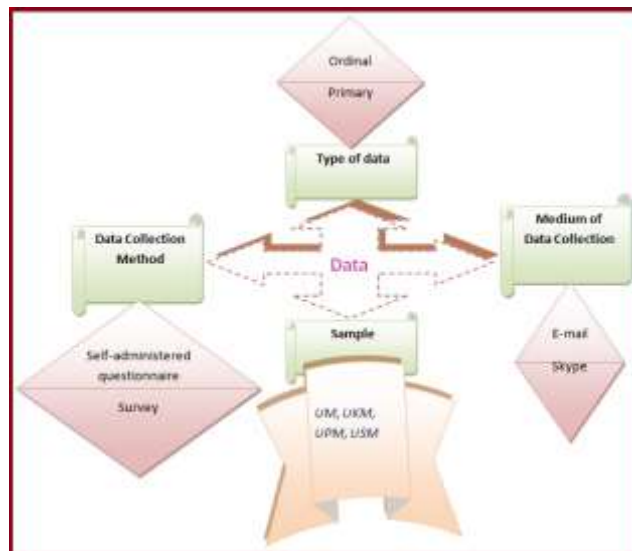 Ordinal
Primary
Type of data
Data Collection
Method
Medium of
Data Collection
Data
Sample
Self-administered
questionnaire
Survey
E-mail
Skype
UM, UKM,
UPM, USM